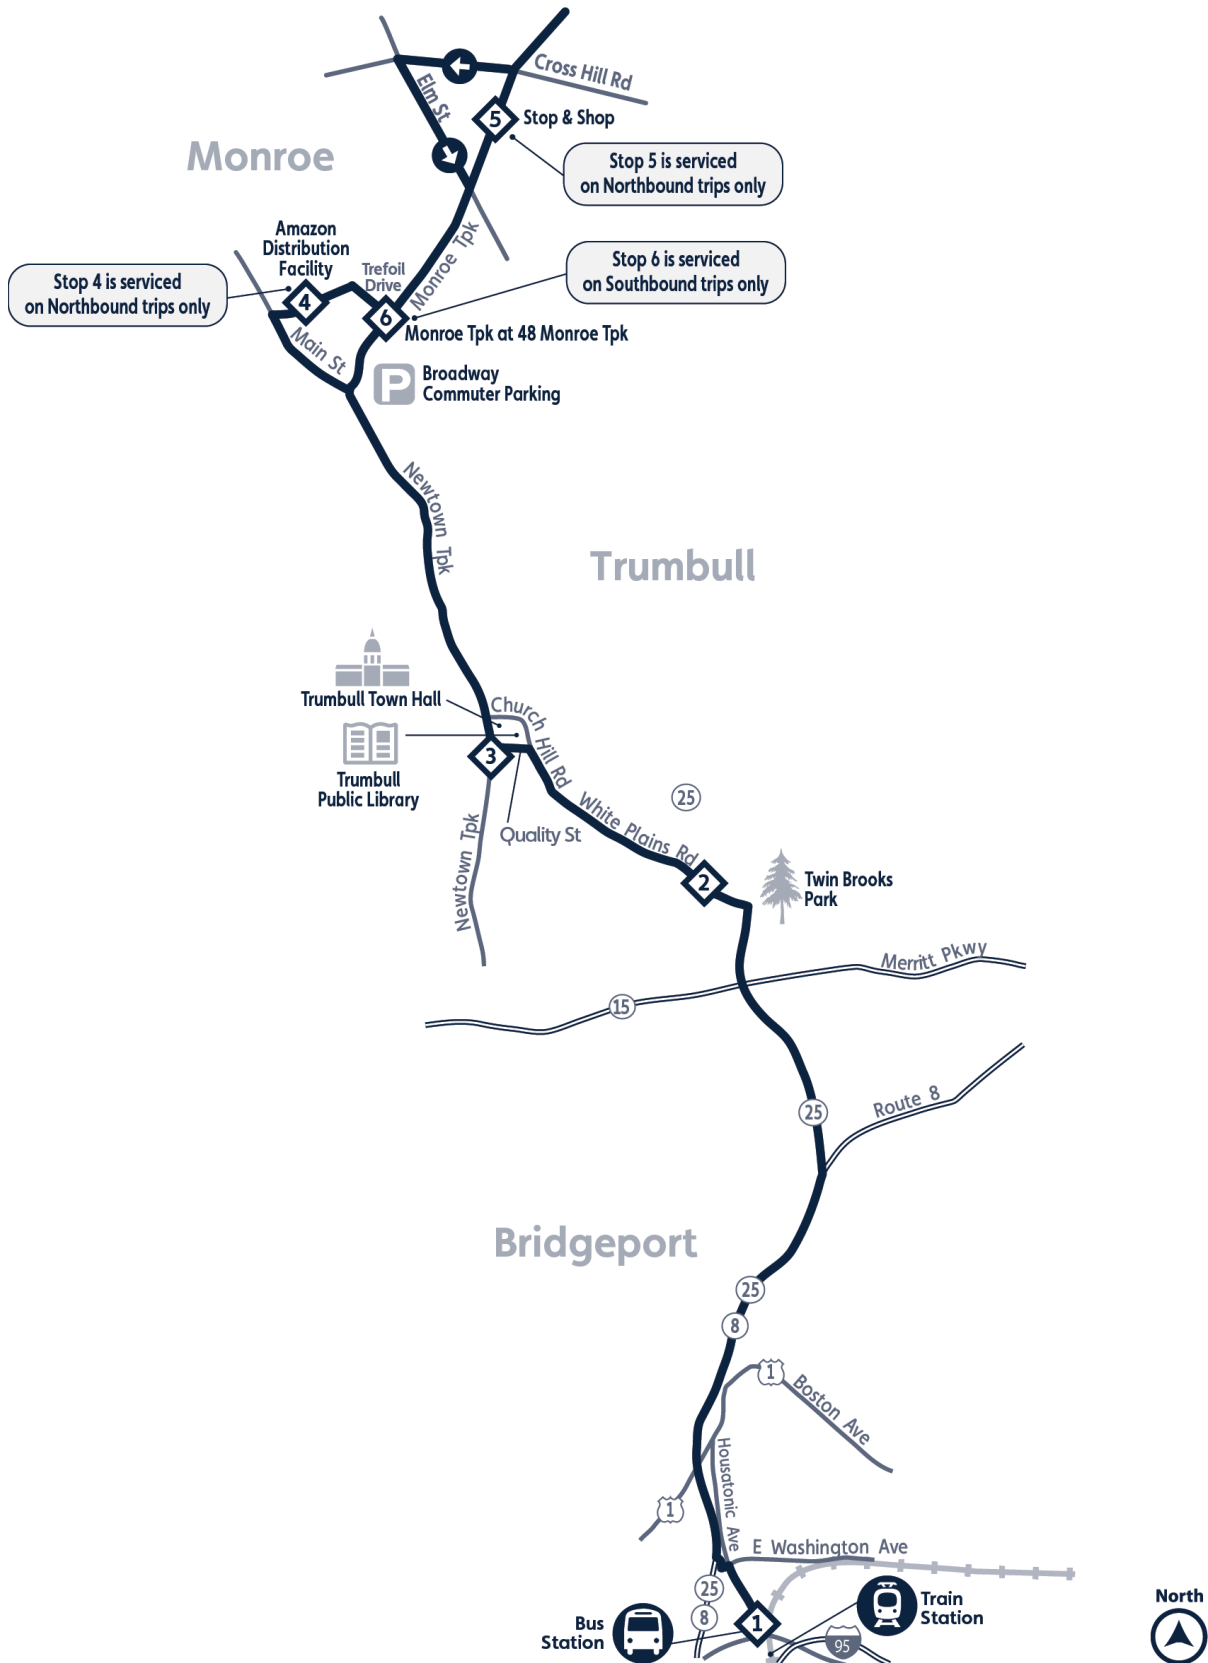 Cross Hill Rd
Elm St
5
Stop & Shop
Monroe
Stop 5 is serviced
on Northbound trips only
Amazon
Distribution
Facility
Trefoil
Drive
Monroe Tpk
Stop 6 is serviced
on Southbound trips only
Stop 4 is serviced
on Northbound trips only
4
6
Monroe Tpk at 48 Monroe Tpk
Main St
P
Broadway
Commuter Parking
Newtown Tpk
Trumbull
Trumbull Town Hall
Church Hill Rd
3
Trumbull
Public Library
25
White Plains Rd
Quality St
Newtown Tpk
2
Twin Brooks
Park
Merritt Pkwy
15
Route 8
25
Bridgeport
25
8
1
Boston Ave
Housatonic Ave
1
E Washington Ave
25
8
1
Bus
Station
Train
Station
95
North